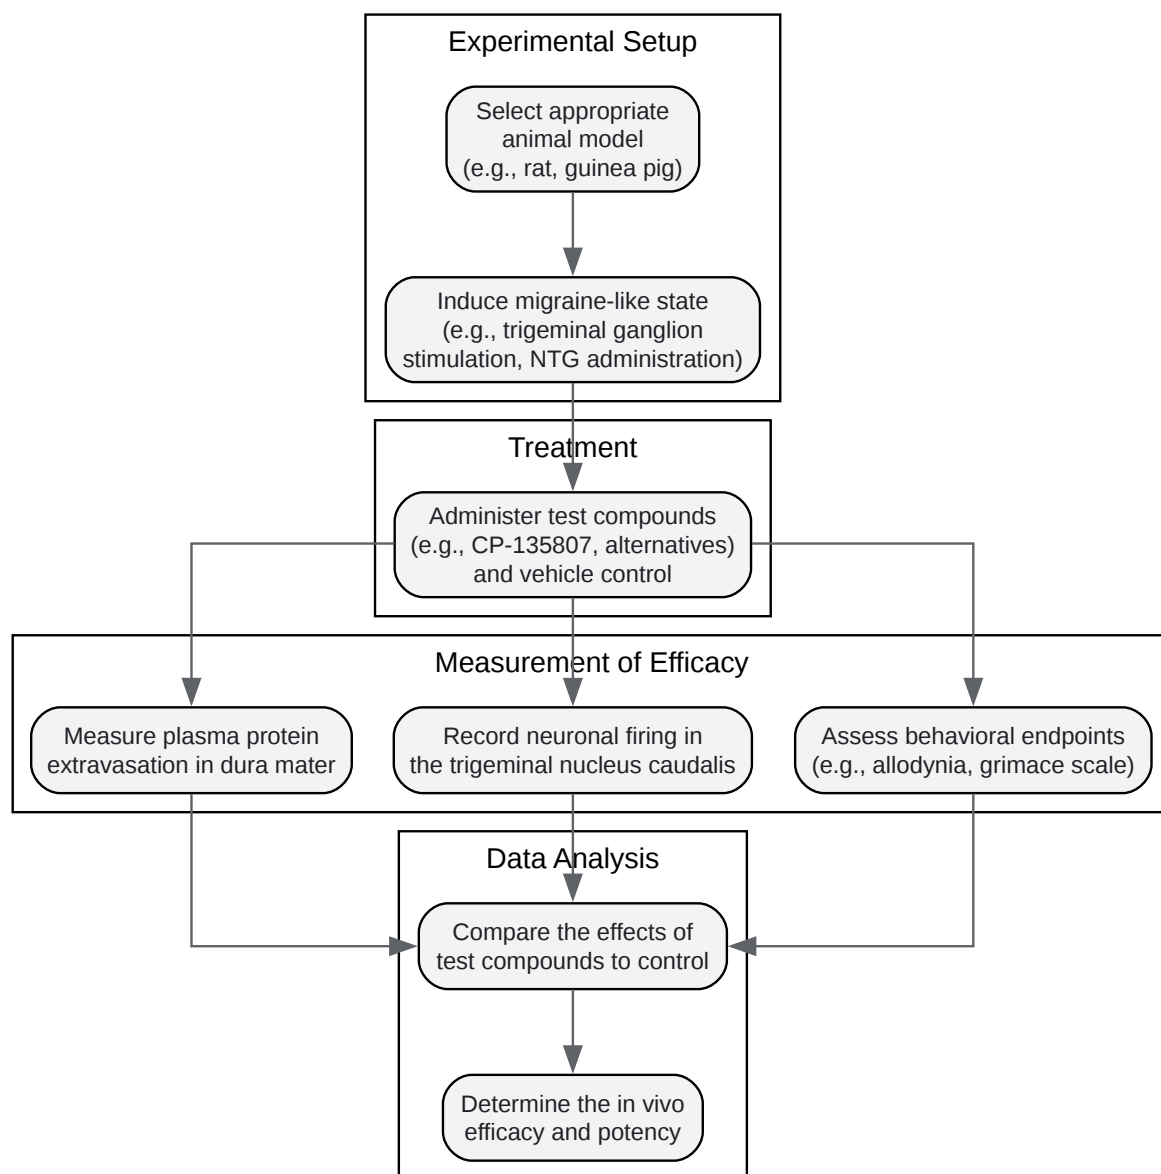 Experimental Setup
Select appropriate
animal model
(e.g., rat, guinea pig)
Induce migraine-like state
(e.g., trigeminal ganglion
stimulation, NTG administration)
Treatment
Administer test compounds
(e.g., CP-135807, alternatives)
and vehicle control
Measurement of Efficacy
Measure plasma protein
extravasation in dura mater
Record neuronal firing in
the trigeminal nucleus caudalis
Assess behavioral endpoints
(e.g., allodynia, grimace scale)
Data Analysis
Compare the effects of
test compounds to control
Determine the in vivo
efficacy and potency